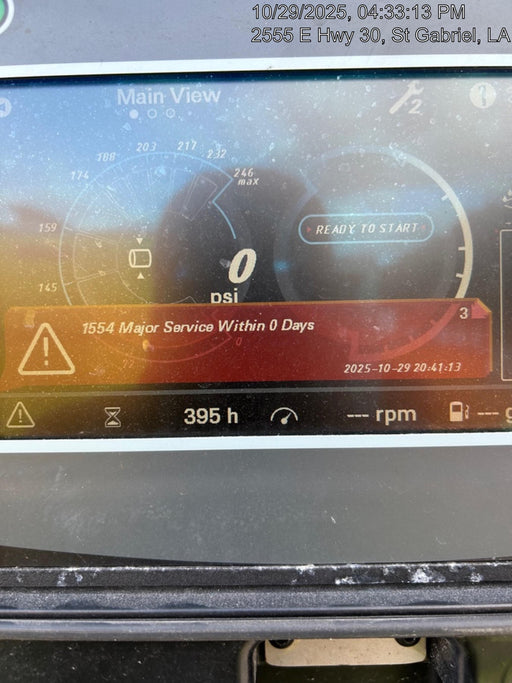 10/29/2025, 04:33:13 PM
2555 E Hwy 30, St Gabriel, LA
Main View
2
203
217
188
232
174
246
max
159
READY TO START
145
0
psi
3
1554 Major Service Within 0 Days
0
2025-10-29 20:41:13
395 h
--- rpm
--- g